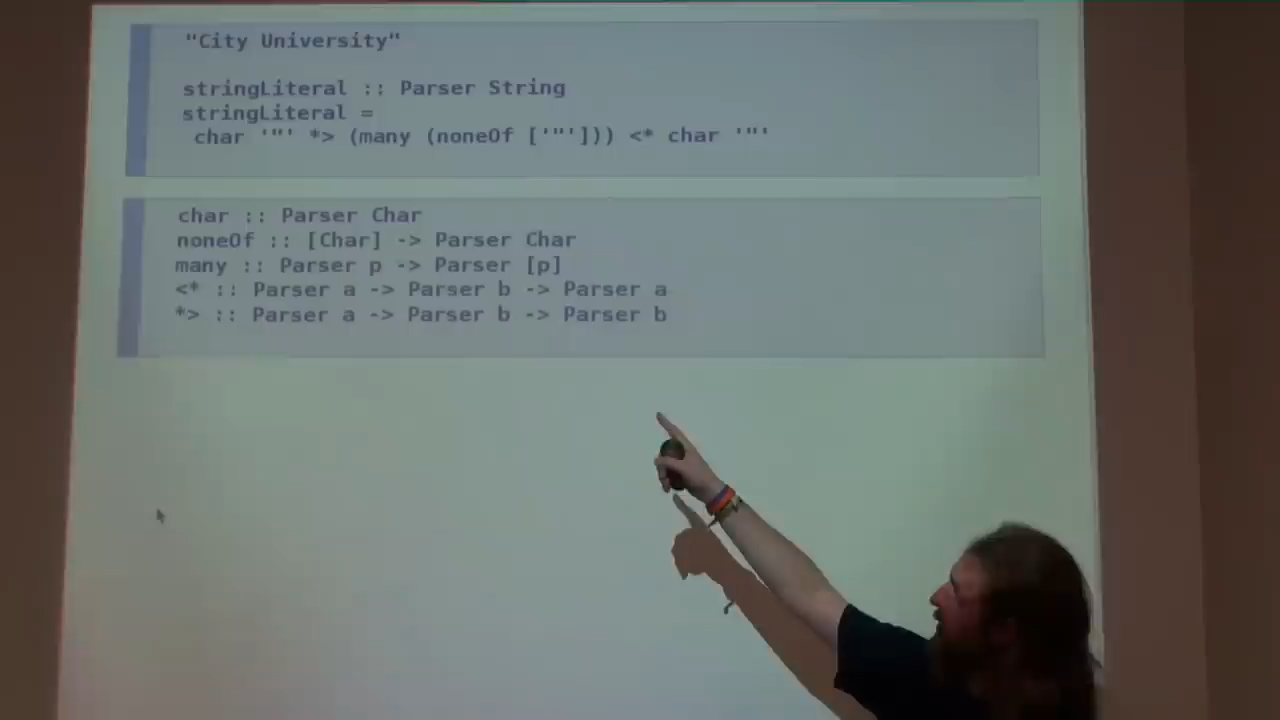 "City University"
stringLiteral :: Parser String
stringLiteral =
char '"' *> (many (noneOf ['"'])) <* char '"'
char :: Parser Char
noneOf :: [Char] -> Parser Char
many :: Parser p -> Parser [p]
<* :: Parser a -> Parser b -> Parser a
*> :: Parser a -> Parser b -> Parser b